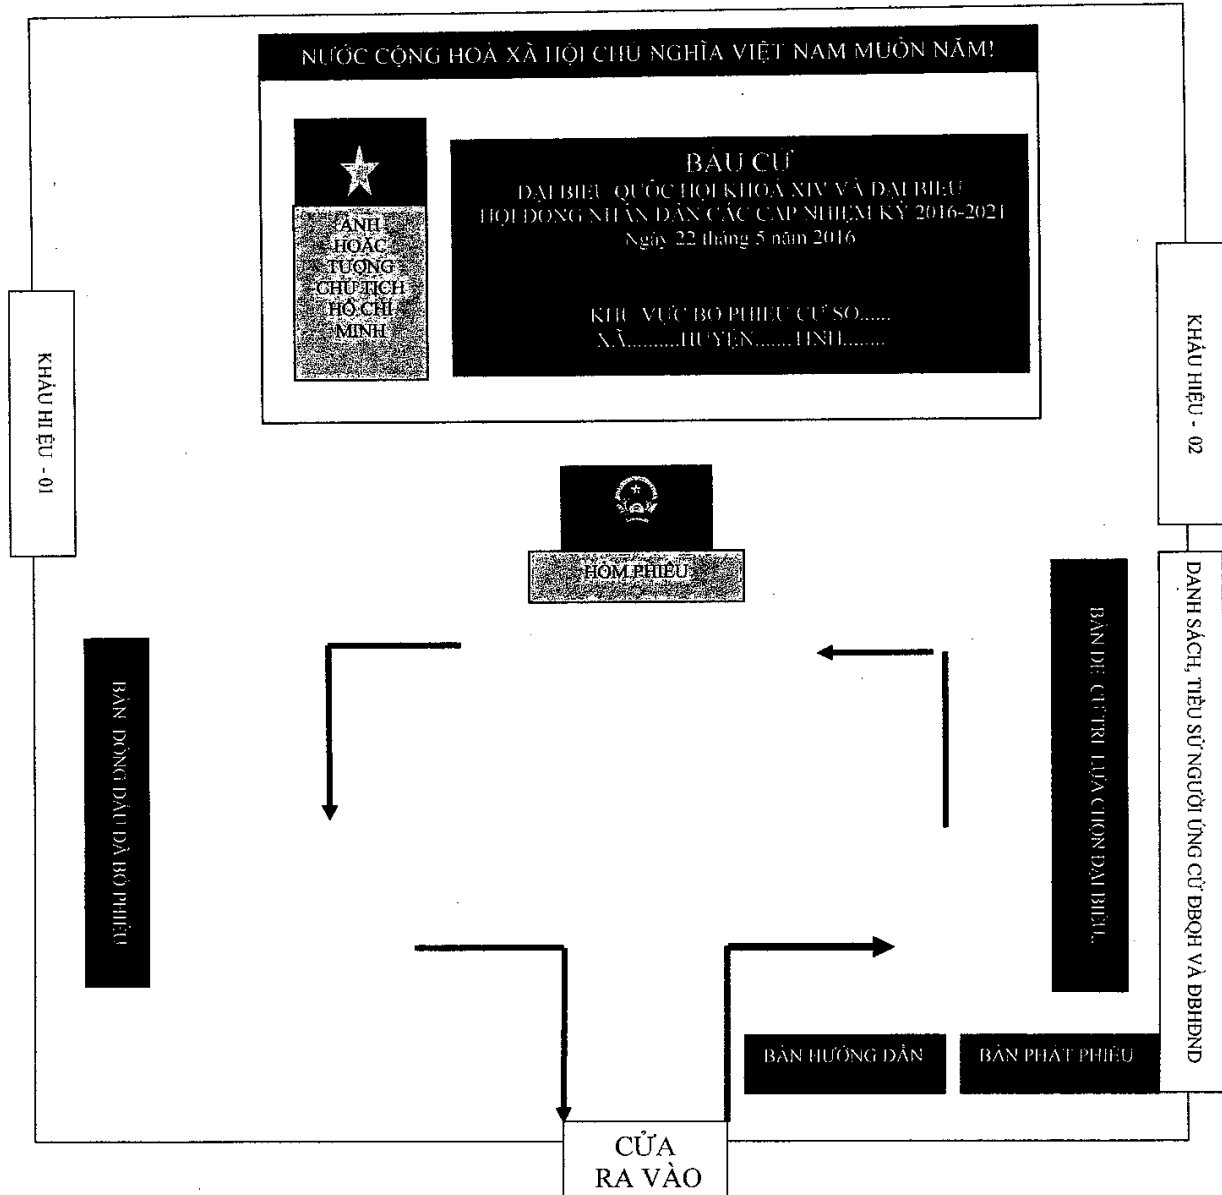 NƯỚC CỘNG HOÀ XÃ HỘI CHỦ NGHĨA VIỆT NAM MUÔN NĂM!
BẦU CỬ
ĐẠI BIỂU QUỐC HỘI KHOÁ XIV VÀ ĐẠI BIỂU
HỘI ĐỒNG NHÂN DÂN CÁC CẤP NHIỆM KỲ 2016-2021
Ngày 22 tháng 5 năm 2016
KHU VỰC BỎ PHIẾU CỬ SỐ......
XÃ..........HUYỆN.......TỈNH........
ẢNH
HOẶC
TƯỢNG
CHỦ TỊCH
HỒ CHÍ
MINH
KHẨU HI ỆU - 01
KHẨU HIỆU - 02
HÒM PHIẾU
BÀN ĐÓNG DẤU ĐÃ BỎ PHIẾU
BÀN ĐỂ CỬ TRI LỰA CHỌN ĐẠI BIỂU..
DANH SÁCH, TIỂU SỬ NGƯỜI ỨNG CỬ ĐBQH VÀ ĐBHĐND
BÀN HƯỚNG DẪN
BÀN PHÁT PHIẾU
CỬA
RA VÀO